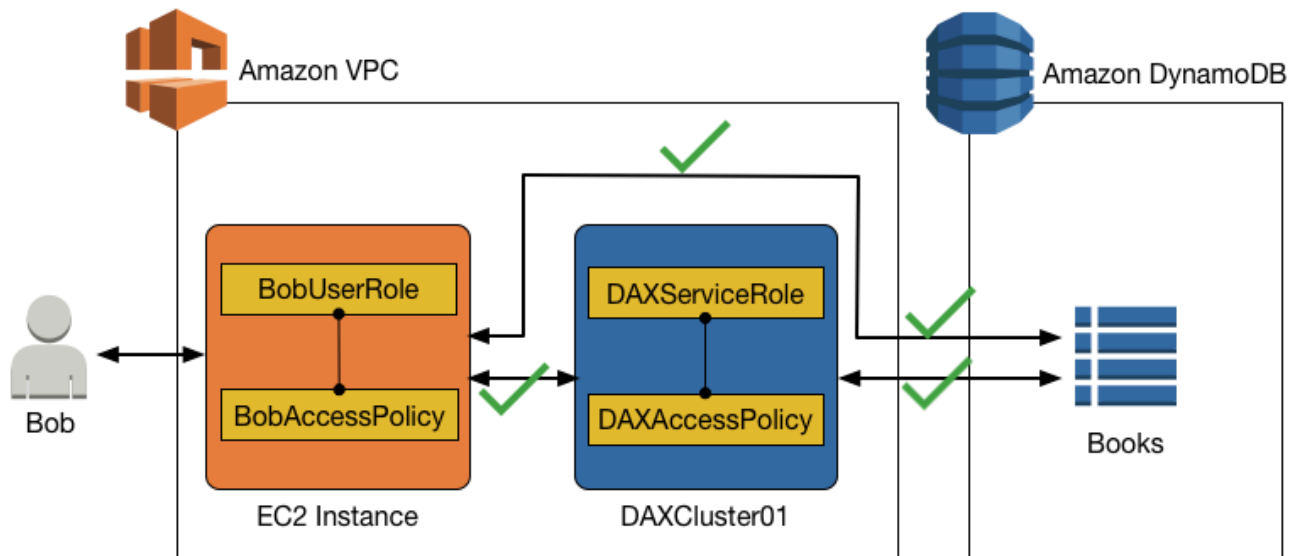 Amazon VPC
Amazon DynamoDB
BobUserRole
DAXServiceRole
BobAccessPolicy
DAXAccessPolicy
Bob
Books
EC2 Instance
DAXCluster01